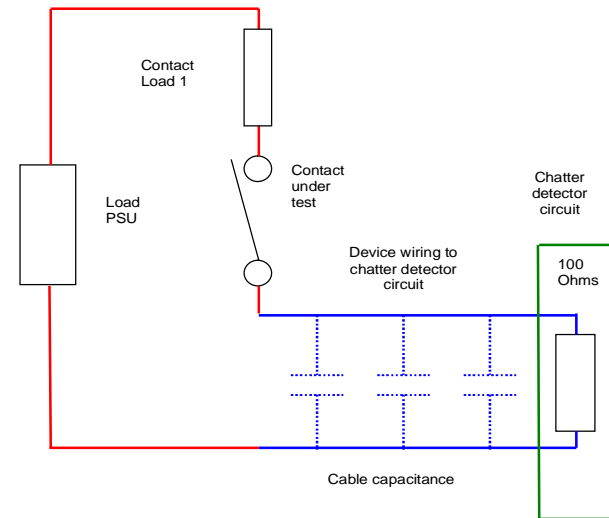 Contact
Load 1
Load
PSU
Contact
under
test
Chatter
detector
circuit
Device wiring to
chatter detector
circuit
100
Ohms
Cable capacitance